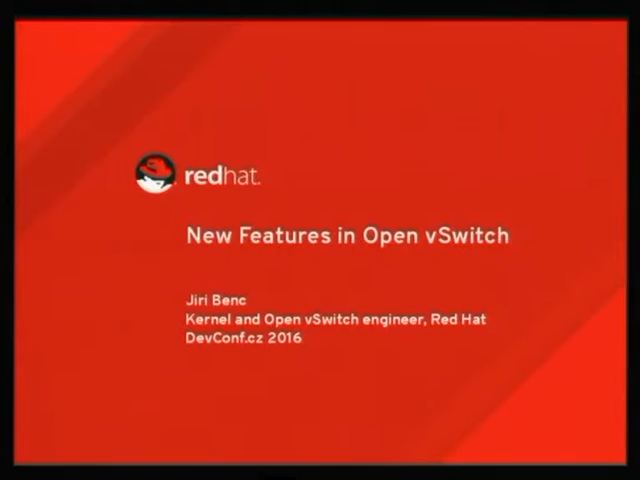 redhat.
New Features in Open vSwitch
Jiri Benc
Kernel and Open vSwitch engineer, Red Hat
DevConf.cz 2016